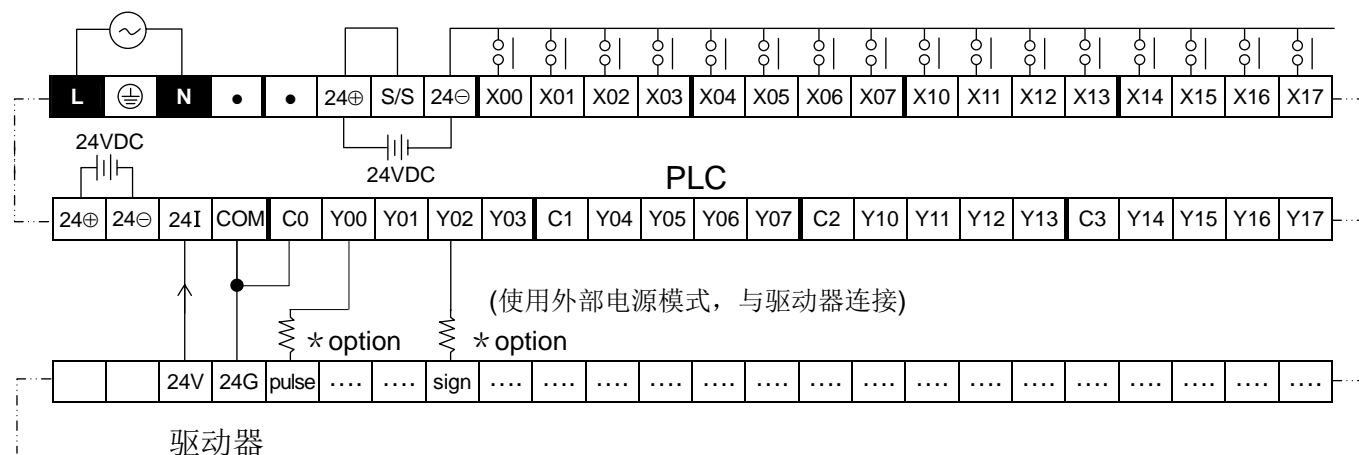 L ⏚ N • • 24⊕ S/S 24⊖ X00 X01 X02 X03 X04 X05 X06 X07 X10 X11 X12 X13 X14 X15 X16 X17
24VDC
24VDC
PLC
24⊕ 24⊖ 24I COM C0 Y00 Y01 Y02 Y03 C1 Y04 Y05 Y06 Y07 C2 Y10 Y11 Y12 Y13 C3 Y14 Y15 Y16 Y17
(使用外部电源模式，与驱动器连接)
＊option ＊option
24V 24G pulse ···· ···· sign ···· ···· ···· ···· ···· ···· ···· ···· ···· ···· ···· ···· ···· ···· ···· ····
驱动器